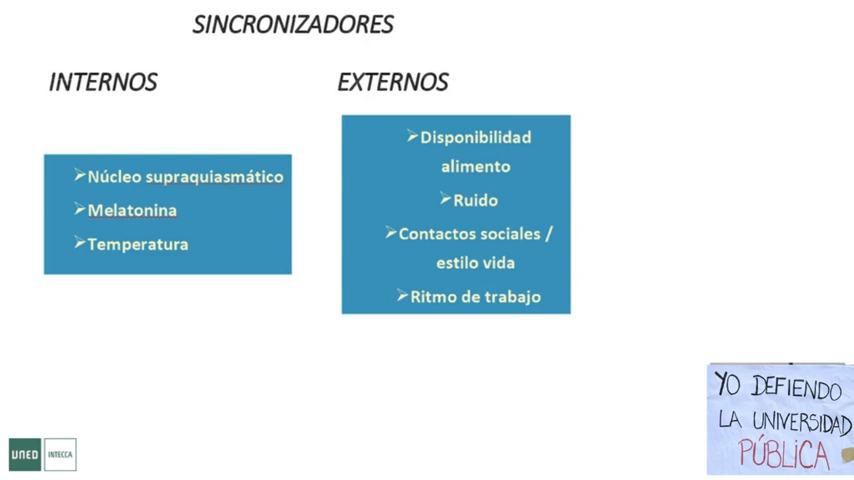 SINCRONIZADORES
INTERNOS
EXTERNOS
➢Núcleo supraquiasmático
➢Melatonina
➢Temperatura
➢Disponibilidad
alimento
➢Ruido
➢Contactos sociales /
estilo vida
➢Ritmo de trabajo
YO DEFIENDO
LA UNIVERSIDAD
PÚBLICA
UNED
INTECCA